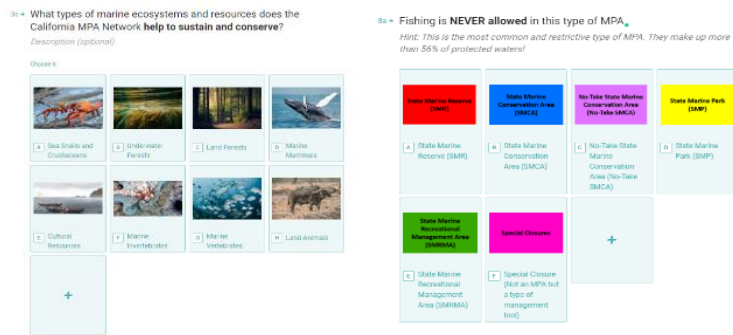 3c → What types of marine ecosystems and resources does the
California MPA Network help to sustain and conserve?
Description (optional)
Choose 6
A Sea Snails and
Crustaceans
B Underwater
Forests
C Land Forests
D Marine
Mammals
E Cultural
Resources
F Marine
Invertebrates
G Marine
Vertebrates
H Land Animals
+
8a → Fishing is NEVER allowed in this type of MPA.
Hint: This is the most common and restrictive type of MPA. They make up more
than 56% of protected waters!
State Marine Reserve
(SMR)
State Marine
Conservation Area
(SMCA)
No-Take State Marine
Conservation Area
(No-Take SMCA)
State Marine Park
(SMP)
A State Marine
Reserve (SMR)
B State Marine
Conservation
Area (SMCA)
C No-Take State
Marine
Conservation
Area (No-Take
SMCA)
D State Marine
Park (SMP)
State Marine
Recreational
Management Area
(SMRMA)
Special Closures
+
E State Marine
Recreational
Management
Area (SMRMA)
F Special Closure
(Not an MPA but
a type of
management
tool)